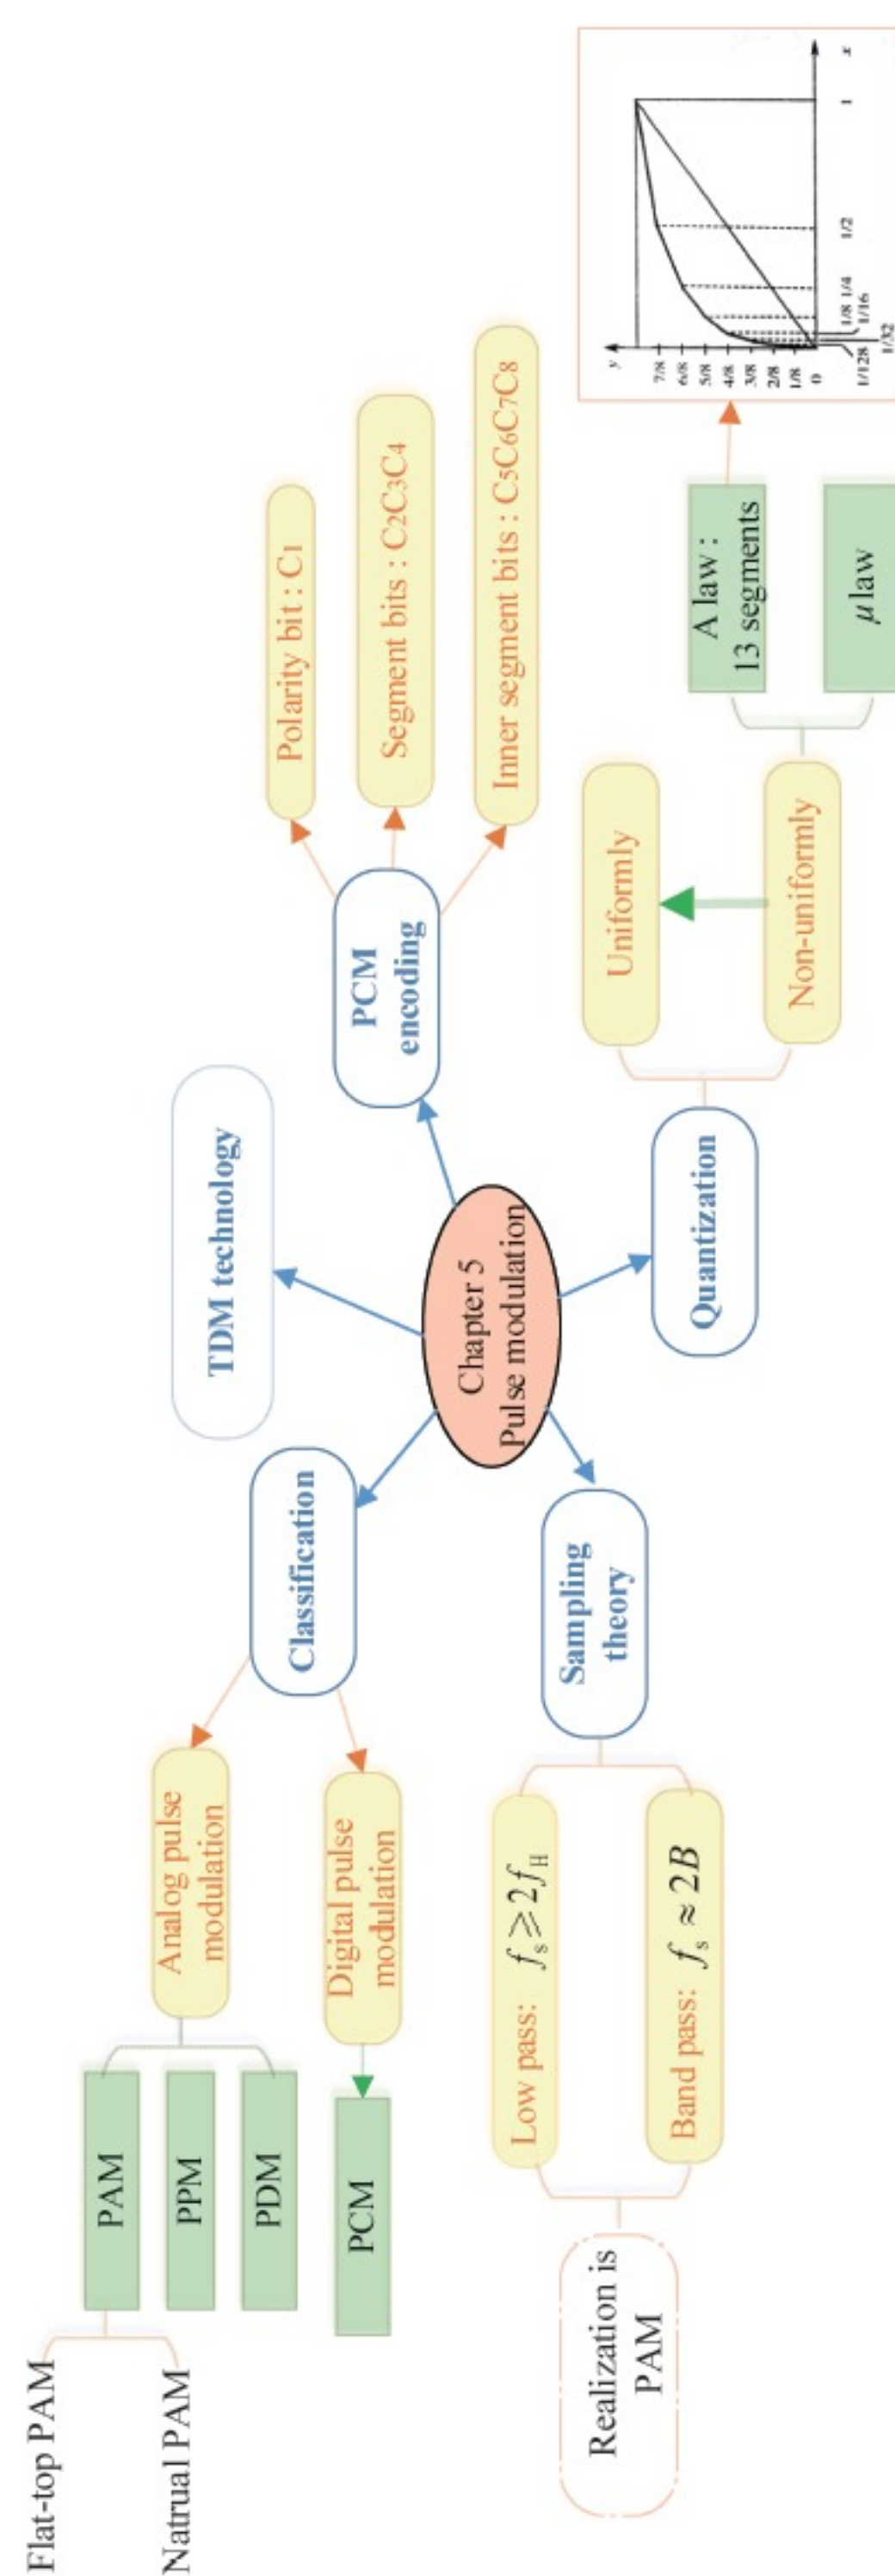 Flat-top PAM
Natrual PAM
PAM
PPM
PDM
PCM
Analog pulse
modulation
Digital pulse
modulation
Classification
TDM technology
PCM
encoding
Polarity bit : C1
Segment bits : C2C3C4
Inner segment bits : C5C6C7C8
Chapter 5
Pulse modulation
Realization is
PAM
Low pass: fs⩾2fH
Band pass: fs≈2B
Sampling
theory
Quantization
Uniformly
Non-uniformly
A law :
13 segments
μ law
y
7/8
6/8
5/8
4/8
3/8
2/8
1/8
0
1/8 1/4 1/2 1 x
1/128 1/16
1/32